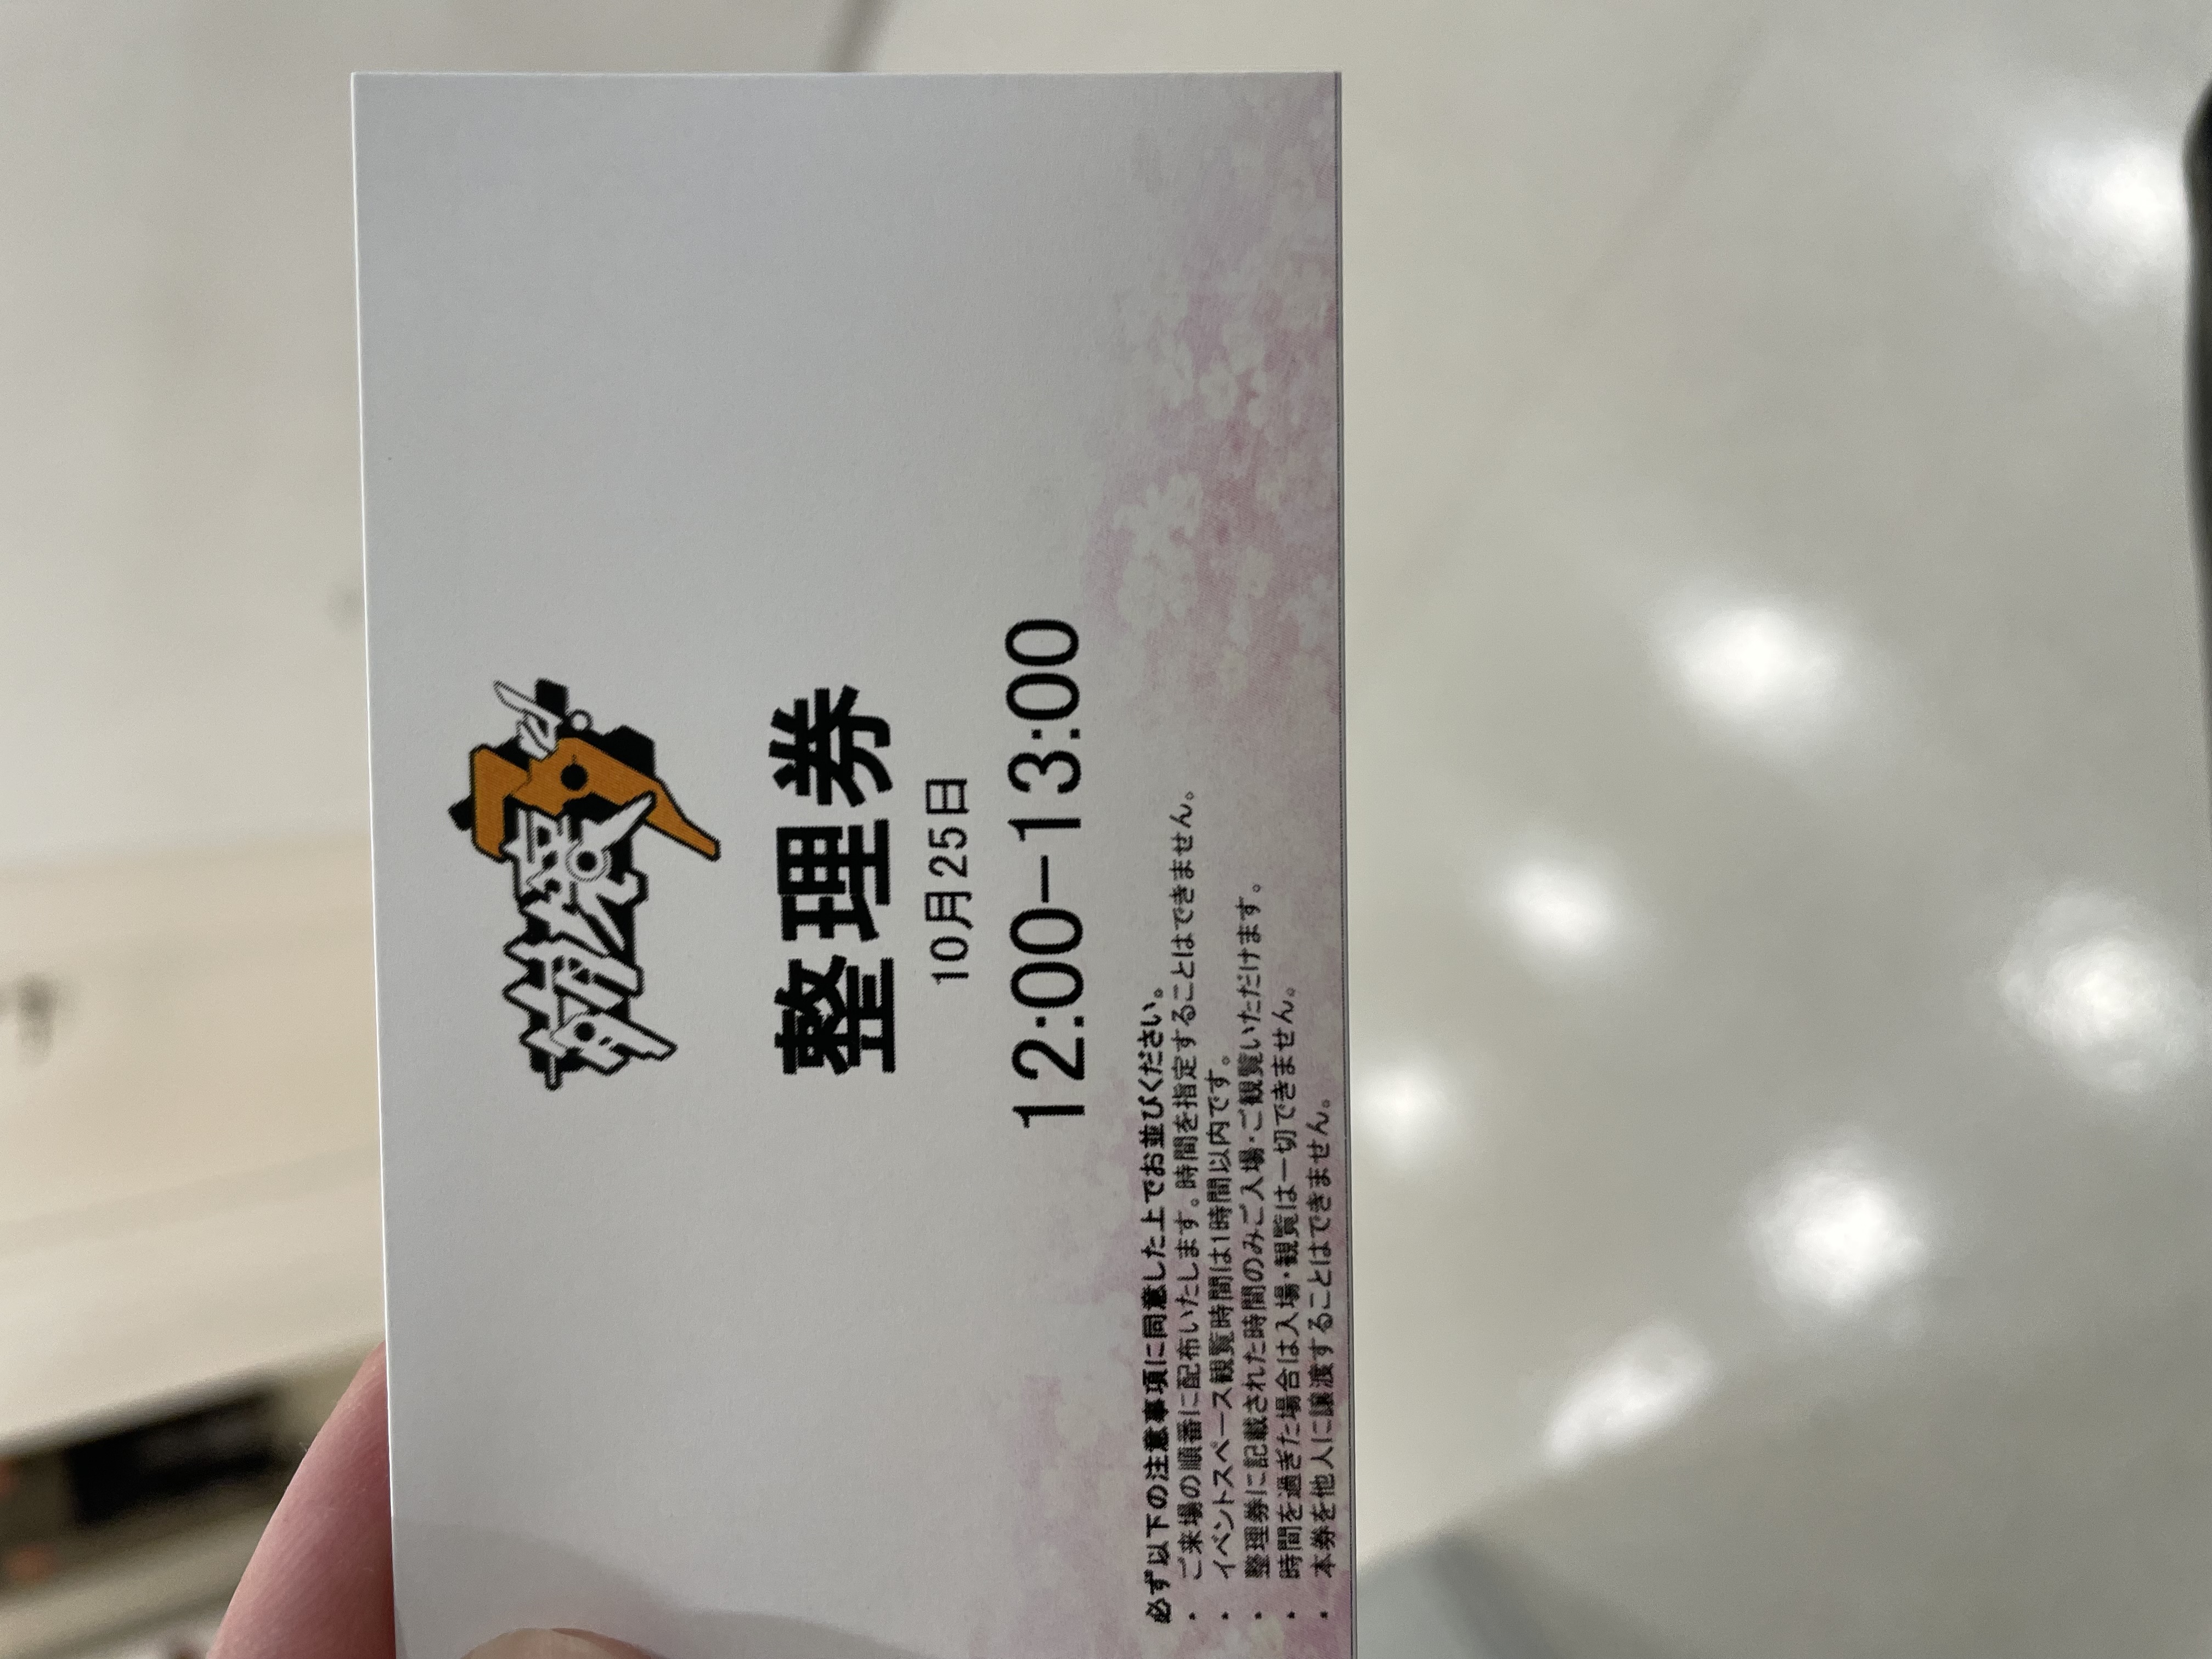 崩壊3rd
整理券
10月25日
12:00–13:00
必ず以下の注意事項に同意した上でお並びください。
・ご来場の順番に配布いたします。時間を指定することはできません。
・イベントスペース観覧時間は1時間以内です。
・整理券に記載された時間のみご入場・ご観覧いただけます。
・時間を過ぎた場合は入場・観覧は一切できません。
・本券を他人に譲渡することはできません。